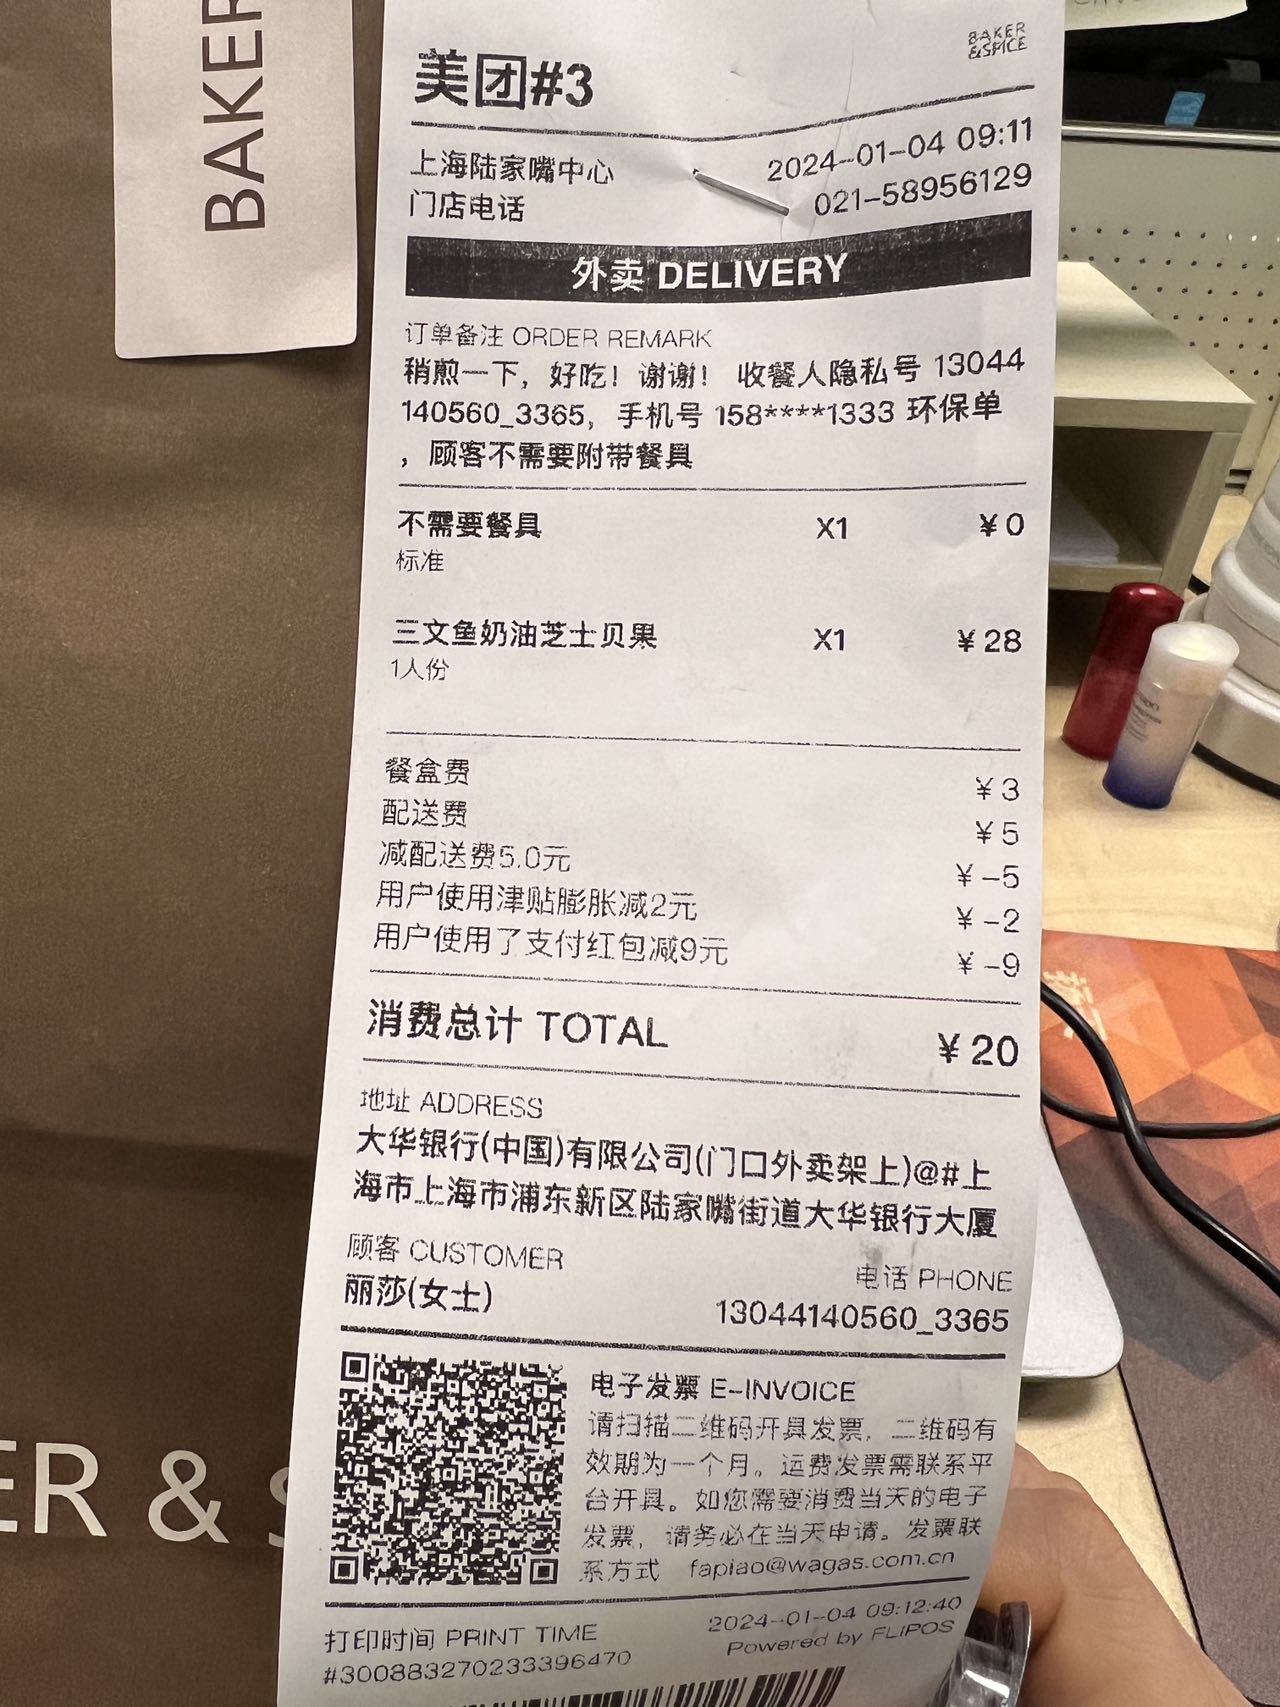 BAKER
BAKER
&SPICE
美团#3
上海陆家嘴中心
2024-01-04 09:11
门店电话
021-58956129
外卖 DELIVERY
订单备注 ORDER REMARK
稍煎一下，好吃！谢谢！ 收餐人隐私号 13044
140560_3365，手机号 158****1333 环保单
，顾客不需要附带餐具
不需要餐具 X1 ￥0
标准
三文鱼奶油芝士贝果 X1 ￥28
1人份
餐盒费 ￥3
配送费 ￥5
减配送费5.0元 ￥-5
用户使用津贴膨胀减2元 ￥-2
用户使用了支付红包减9元 ￥-9
消费总计 TOTAL ￥20
地址 ADDRESS
大华银行(中国)有限公司(门口外卖架上)@#上
海市上海市浦东新区陆家嘴街道大华银行大厦
顾客 CUSTOMER
电话 PHONE
丽莎(女士)
13044140560_3365
电子发票 E-INVOICE
请扫描二维码开具发票，二维码有
效期为一个月。运费发票需联系平
台开具。如您需要消费当天的电子
发票，请务必在当天申请。发票联
系方式 fapiao@wagas.com.cn
打印时间 PRINT TIME
2024-01-04 09:12:40
#300883270233396470
Powered by FLIPOS
ER &